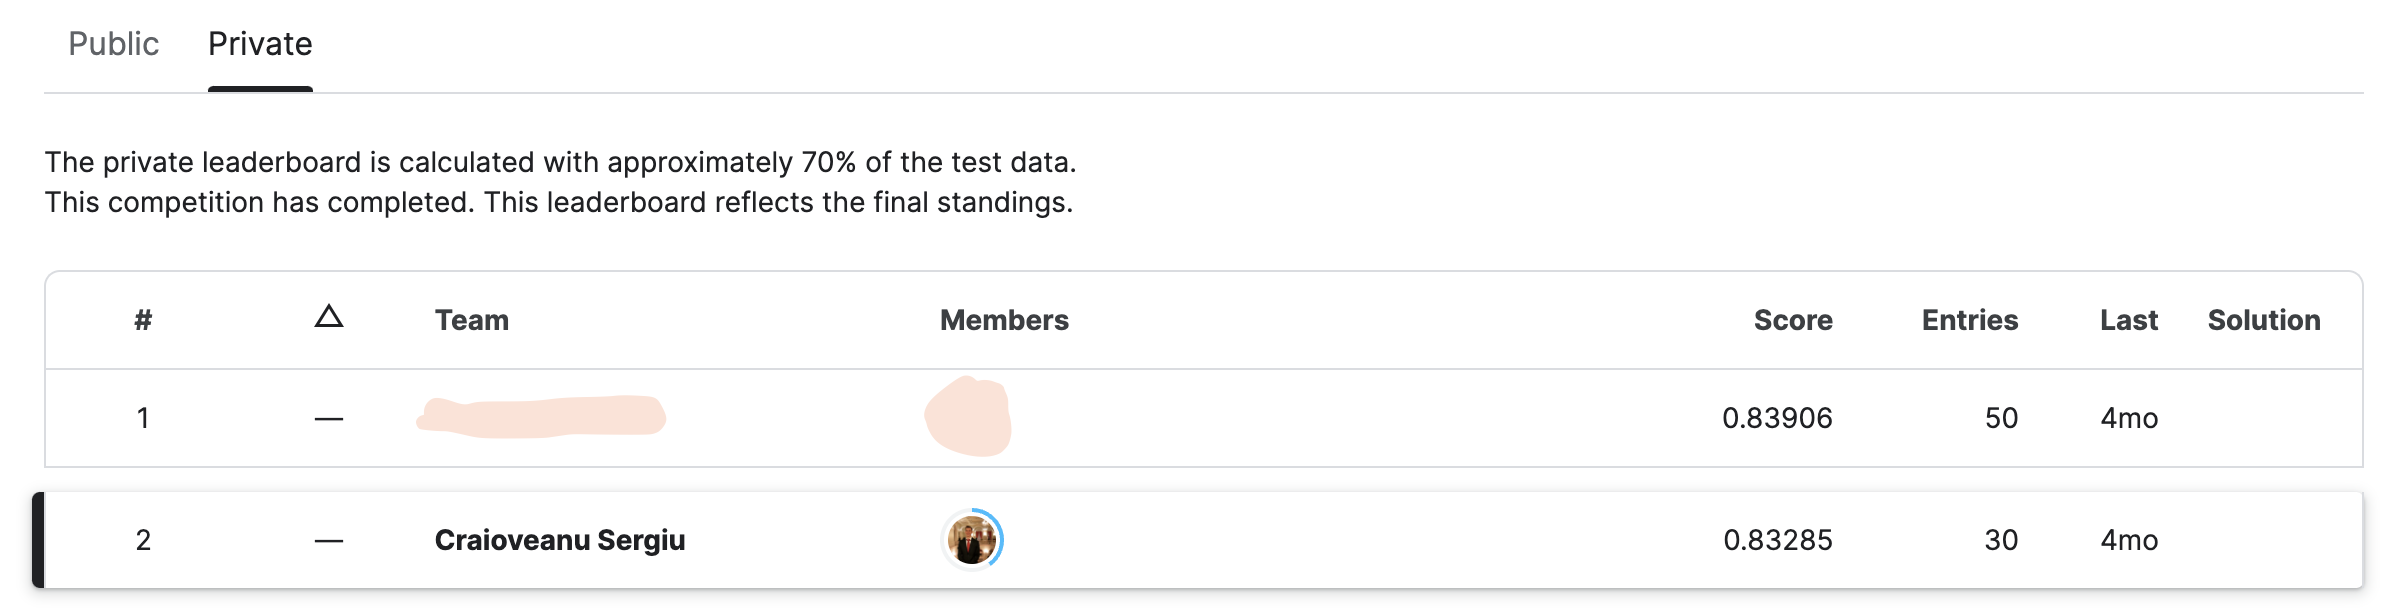 Public Private
The private leaderboard is calculated with approximately 70% of the test data.
This competition has completed. This leaderboard reflects the final standings.
# △ Team Members Score Entries Last Solution
1 — 0.83906 50 4mo
2 — Craioveanu Sergiu 0.83285 30 4mo